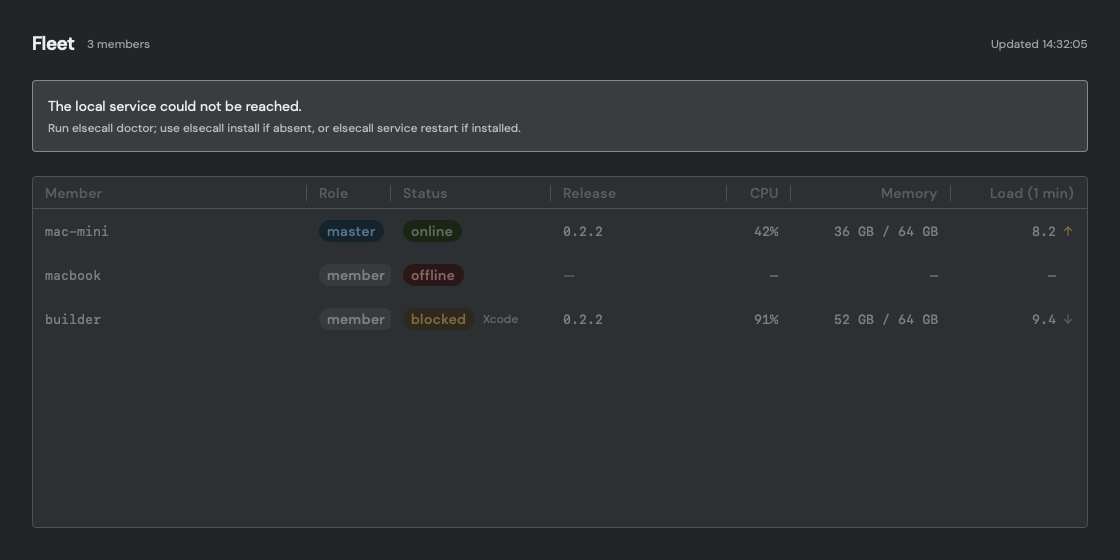 Fleet 3 members Updated 14:32:05
The local service could not be reached.
Run elsecall doctor; use elsecall install if absent, or elsecall service restart if installed.
Member Role Status Release CPU Memory Load (1 min)
mac-mini master online 0.2.2 42% 36 GB / 64 GB 8.2 ↑
macbook member offline — — — —
builder member blocked Xcode 0.2.2 91% 52 GB / 64 GB 9.4 ↓